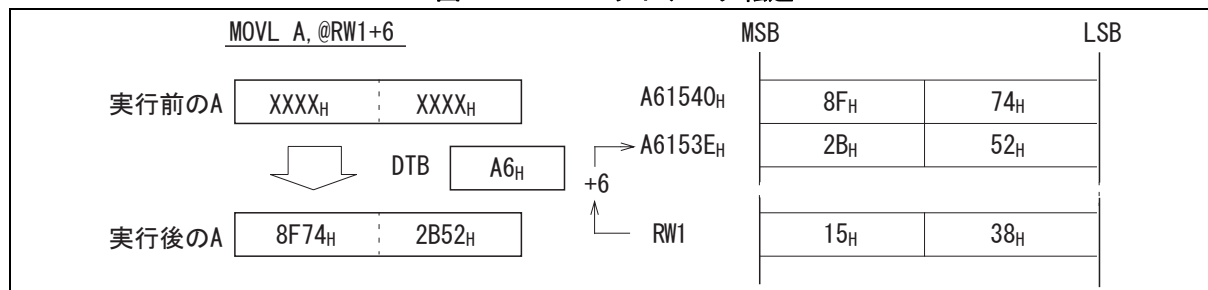 MOVL A,@RW1+6
MSB LSB
実行前のA XXXXH XXXXH A61540H 8FH 74H
A6153EH 2BH 52H
DTB A6H
+6
実行後のA 8F74H 2B52H RW1 15H 38H